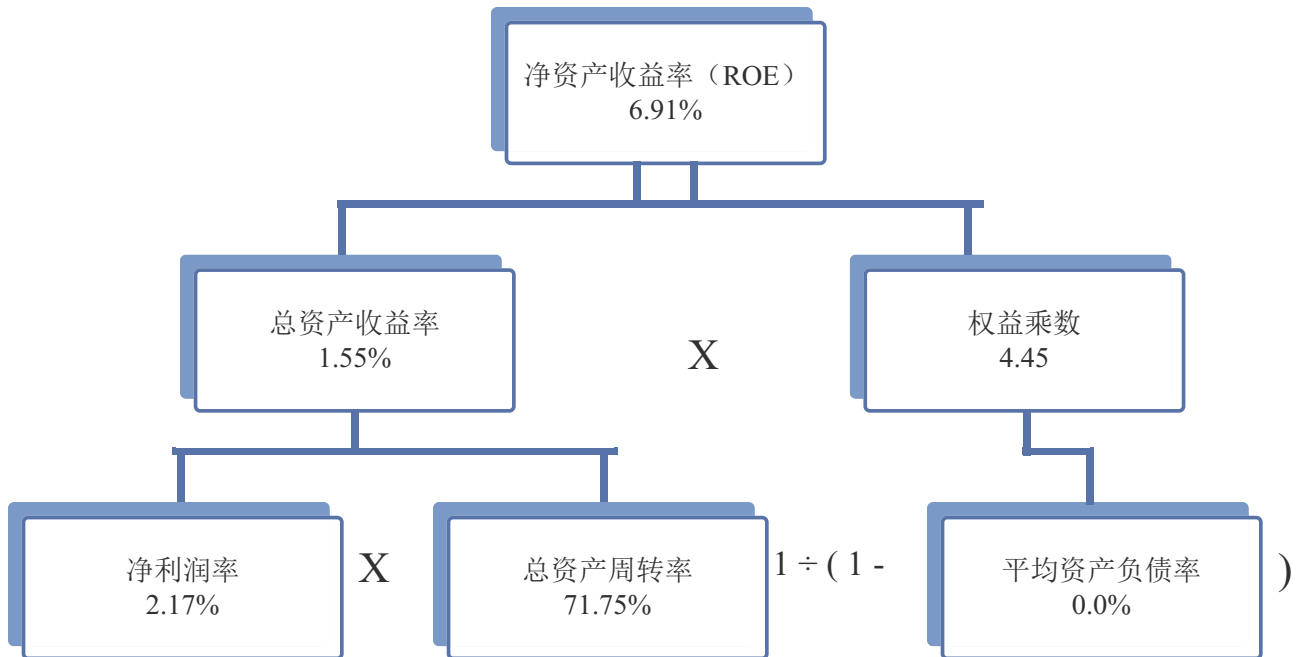 净资产收益率（ROE）
6.91%
总资产收益率
1.55%
X
权益乘数
4.45
净利润率
2.17%
X
总资产周转率
71.75%
1 ÷ ( 1 -
平均资产负债率
0.0%
)